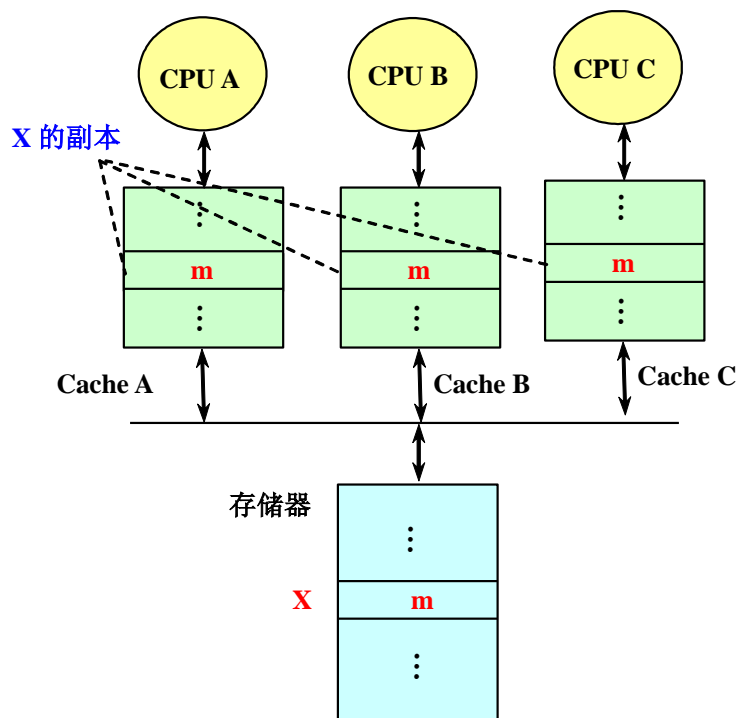 CPU A
CPU B
CPU C
X 的副本
⋮
⋮
⋮
m
m
m
⋮
⋮
⋮
Cache A
Cache B
Cache C
存储器
⋮
X
m
⋮